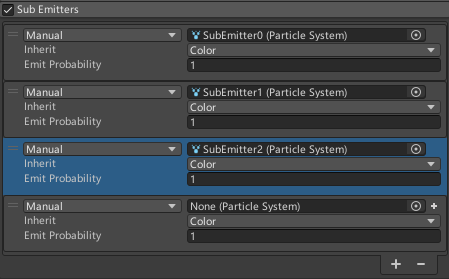 Sub Emitters
Manual SubEmitter0 (Particle System)
Inherit Color
Emit Probability 1
Manual SubEmitter1 (Particle System)
Inherit Color
Emit Probability 1
Manual SubEmitter2 (Particle System)
Inherit Color
Emit Probability 1
Manual None (Particle System)
Inherit Color
Emit Probability 1